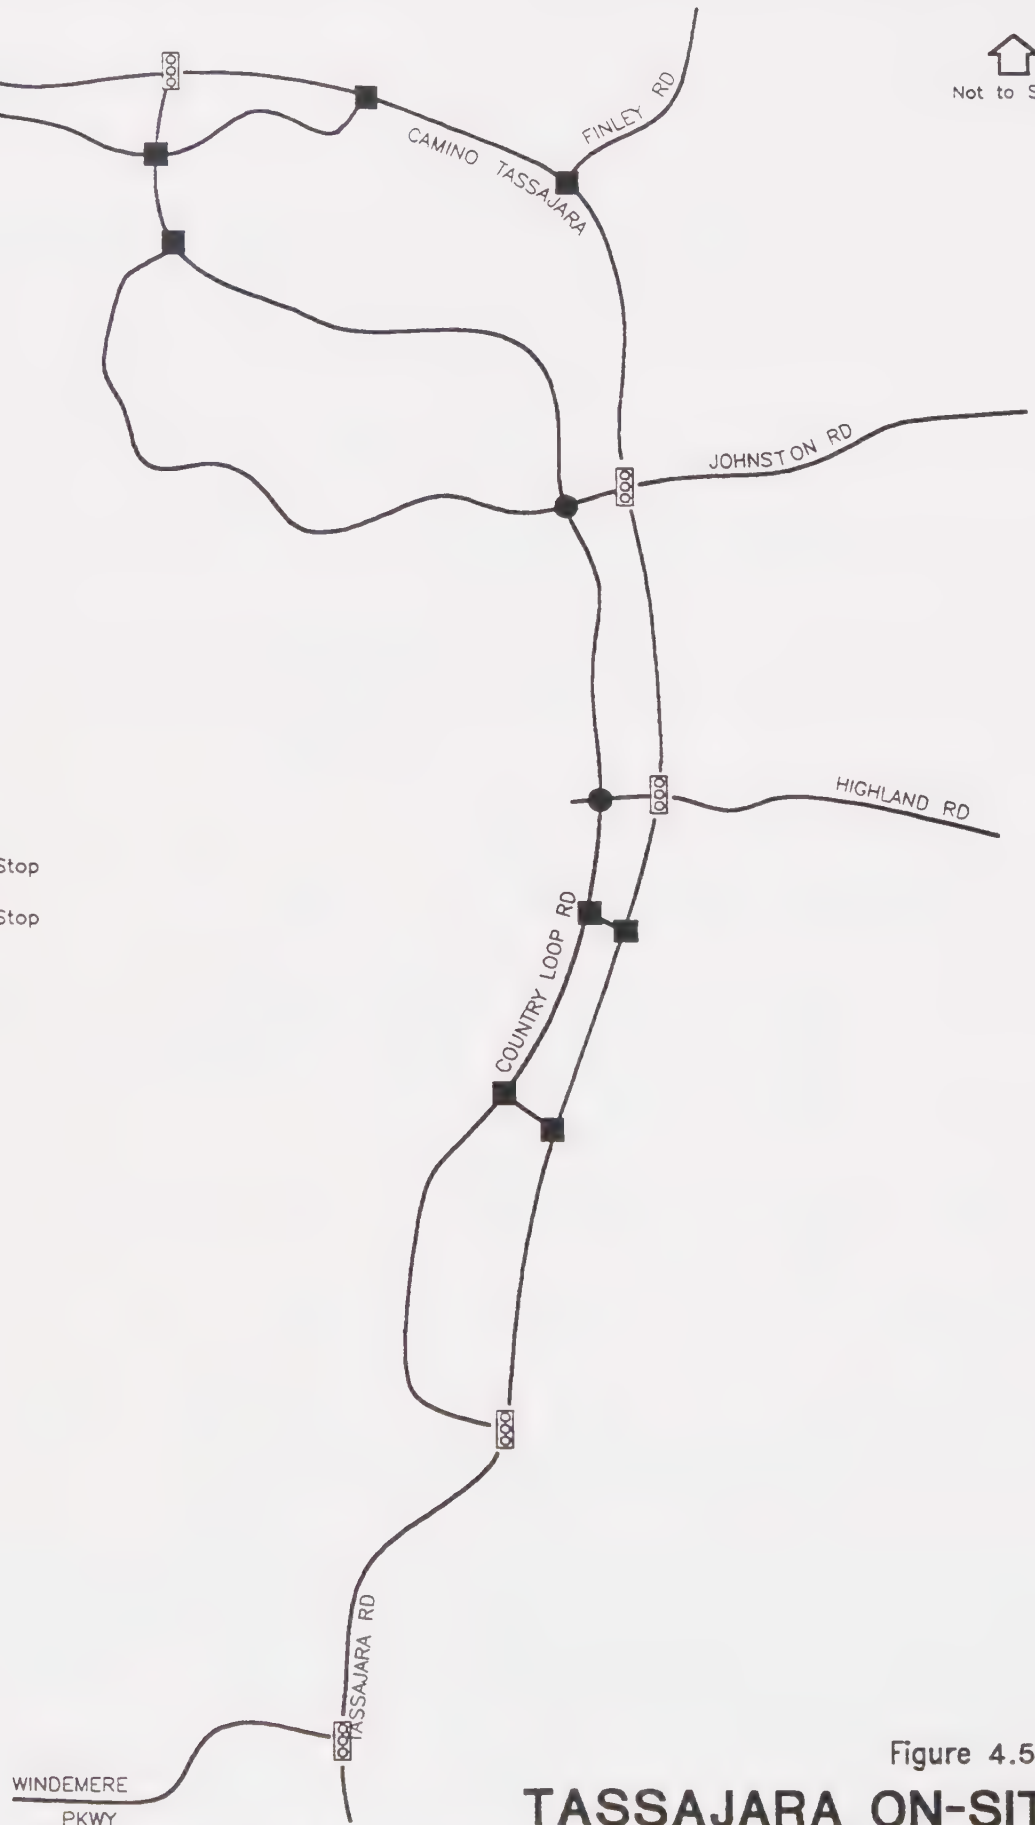 Not to S
FINLEY RD
CAMINO TASSAJARA
JOHNSTON RD
HIGHLAND RD
Stop
Stop
COUNTRY LOOP RD
TASSAJARA RD
WINDEMERE
PKWY
Figure 4.5
TASSAJARA ON-SIT